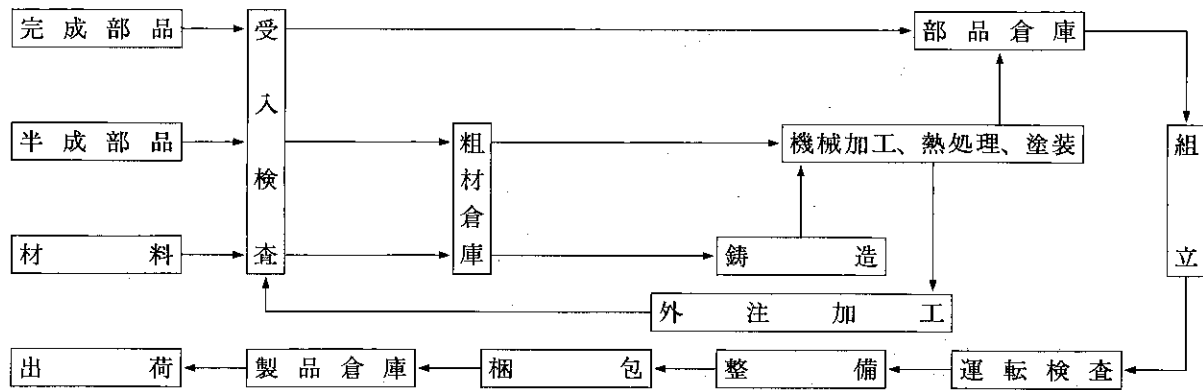 完成部品
受入検査
部品倉庫
半成部品
粗材倉庫
機械加工、熱処理、塗装
組立
材料
鋳造
外注加工
出荷
製品倉庫
梱包
整備
運転検査